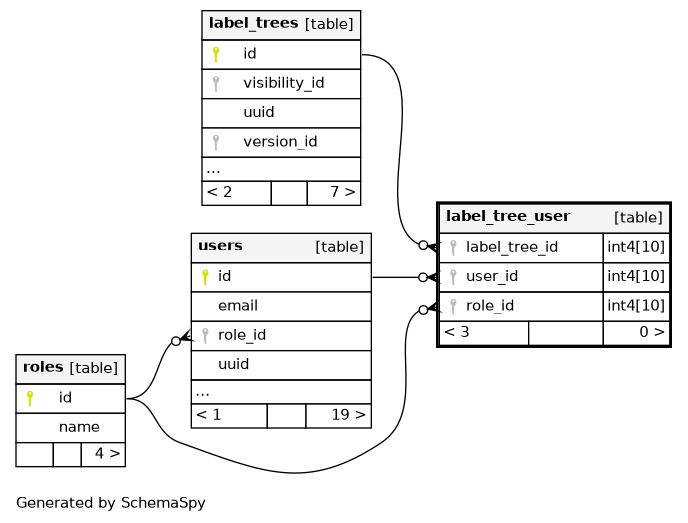 label_trees [table]
id
visibility_id
uuid
version_id
...
< 2 7 >
label_tree_user [table]
label_tree_id int4[10]
user_id int4[10]
role_id int4[10]
< 3 0 >
users [table]
id
email
role_id
uuid
...
< 1 19 >
roles [table]
id
name
4 >
Generated by SchemaSpy